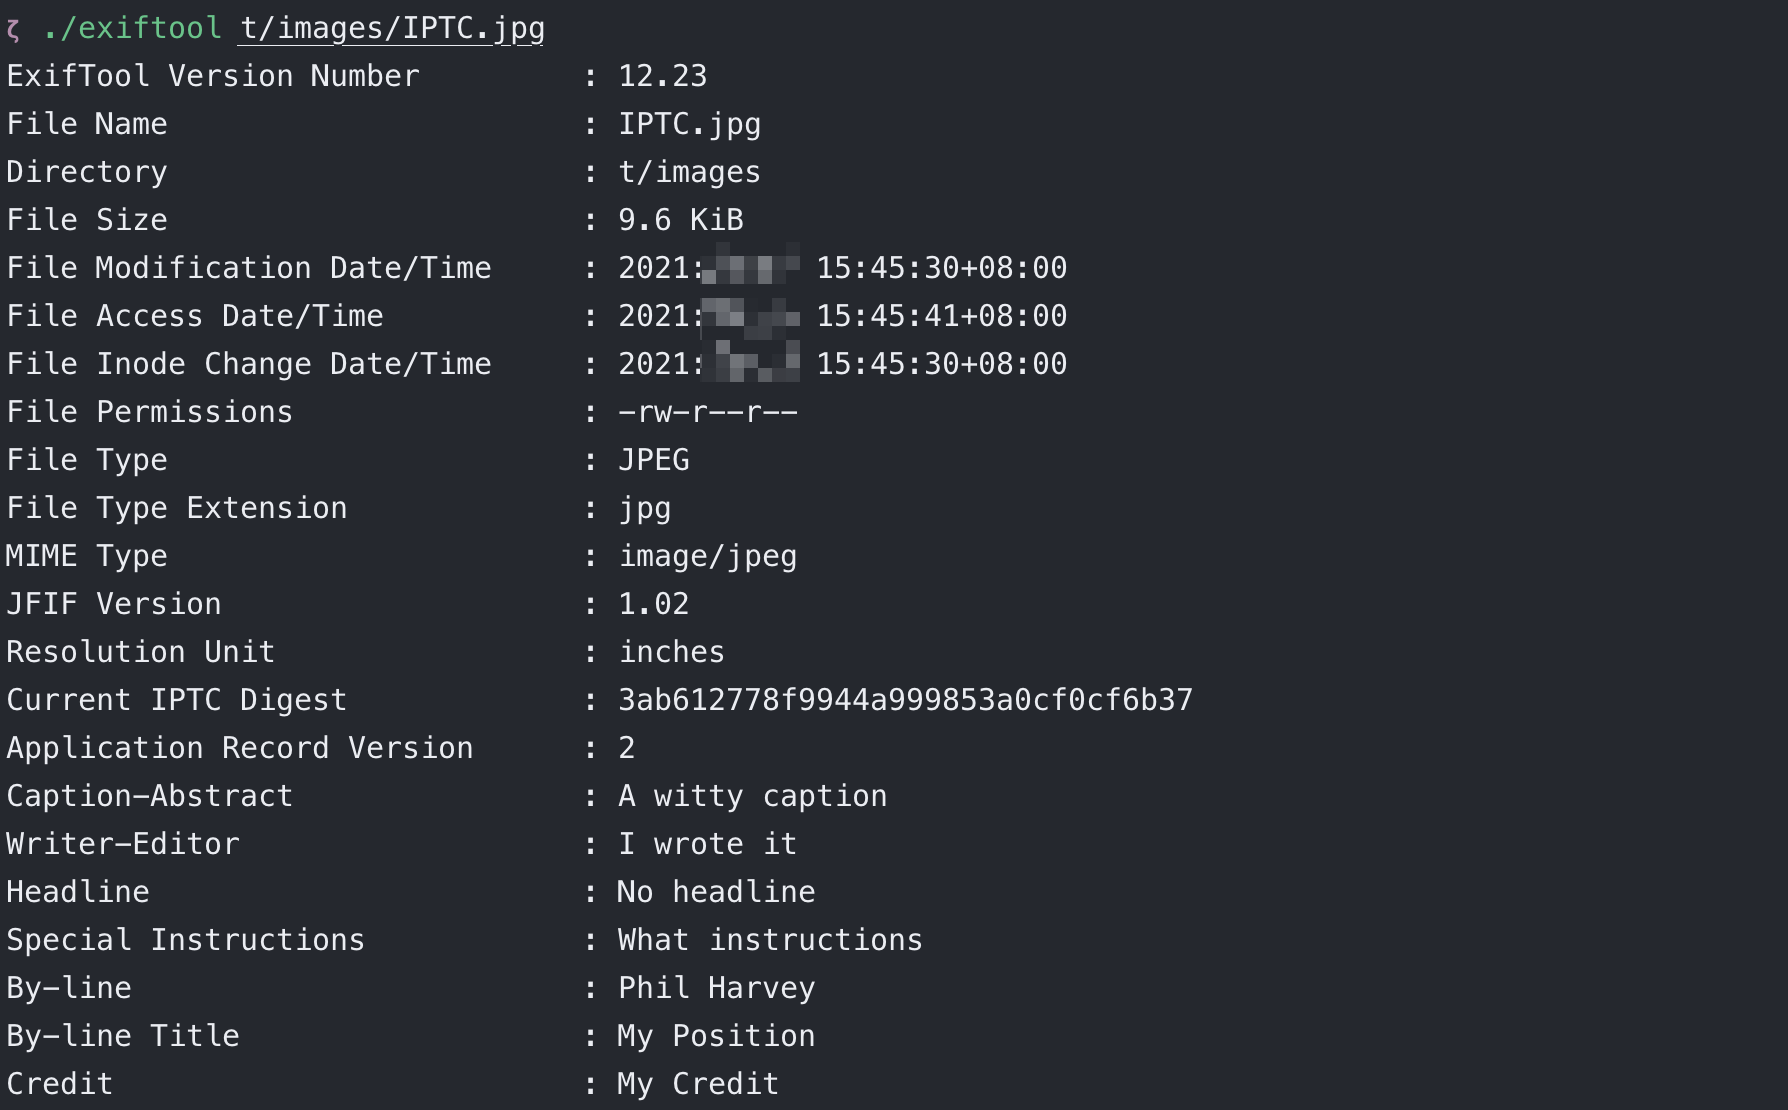 ζ ./exiftool t/images/IPTC.jpg
ExifTool Version Number : 12.23
File Name : IPTC.jpg
Directory : t/images
File Size : 9.6 KiB
File Modification Date/Time : 2021: 15:45:30+08:00
File Access Date/Time : 2021: 15:45:41+08:00
File Inode Change Date/Time : 2021: 15:45:30+08:00
File Permissions : -rw-r--r--
File Type : JPEG
File Type Extension : jpg
MIME Type : image/jpeg
JFIF Version : 1.02
Resolution Unit : inches
Current IPTC Digest : 3ab612778f9944a999853a0cf0cf6b37
Application Record Version : 2
Caption-Abstract : A witty caption
Writer-Editor : I wrote it
Headline : No headline
Special Instructions : What instructions
By-line : Phil Harvey
By-line Title : My Position
Credit : My Credit